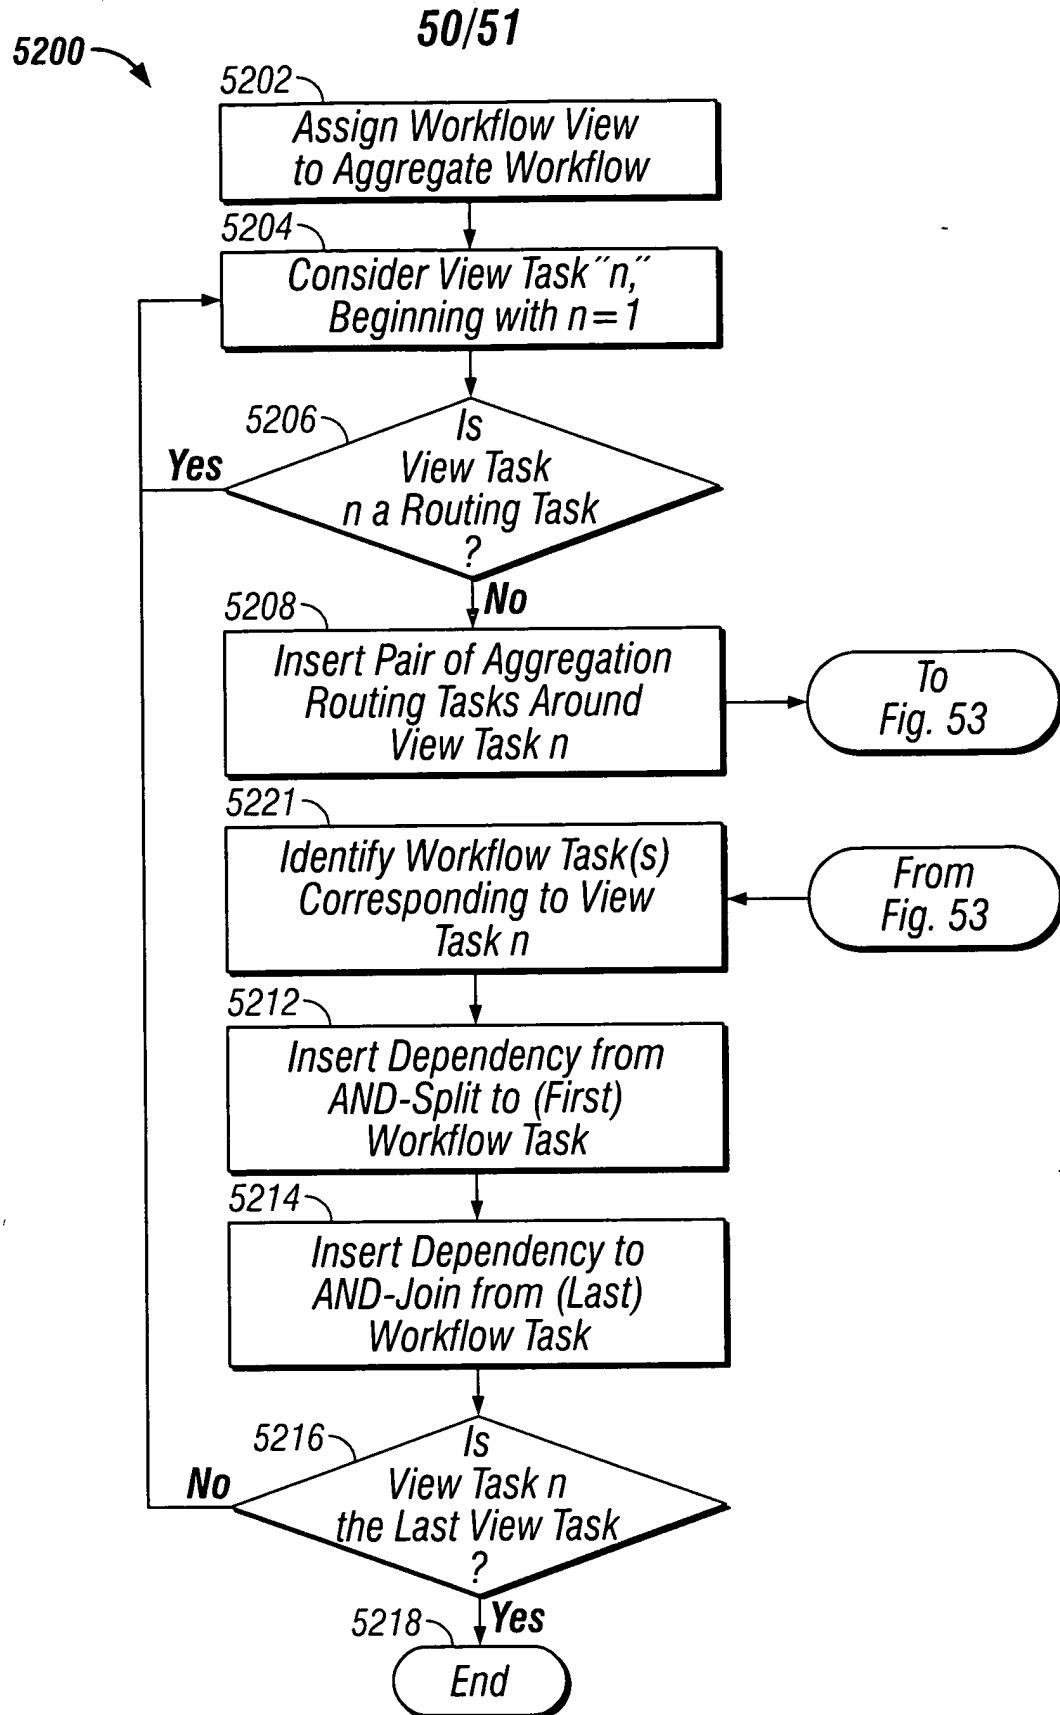 50/51
5200
5202
Assign Workflow View
to Aggregate Workflow
5204
Consider View Task "n,"
Beginning with n=1
5206
Is
View Task
n a Routing Task
?
Yes
No
5208
Insert Pair of Aggregation
Routing Tasks Around
View Task n
To
Fig. 53
5221
Identify Workflow Task(s)
Corresponding to View
Task n
From
Fig. 53
5212
Insert Dependency from
AND-Split to (First)
Workflow Task
5214
Insert Dependency to
AND-Join from (Last)
Workflow Task
5216
Is
View Task n
the Last View Task
?
No
Yes
5218
End